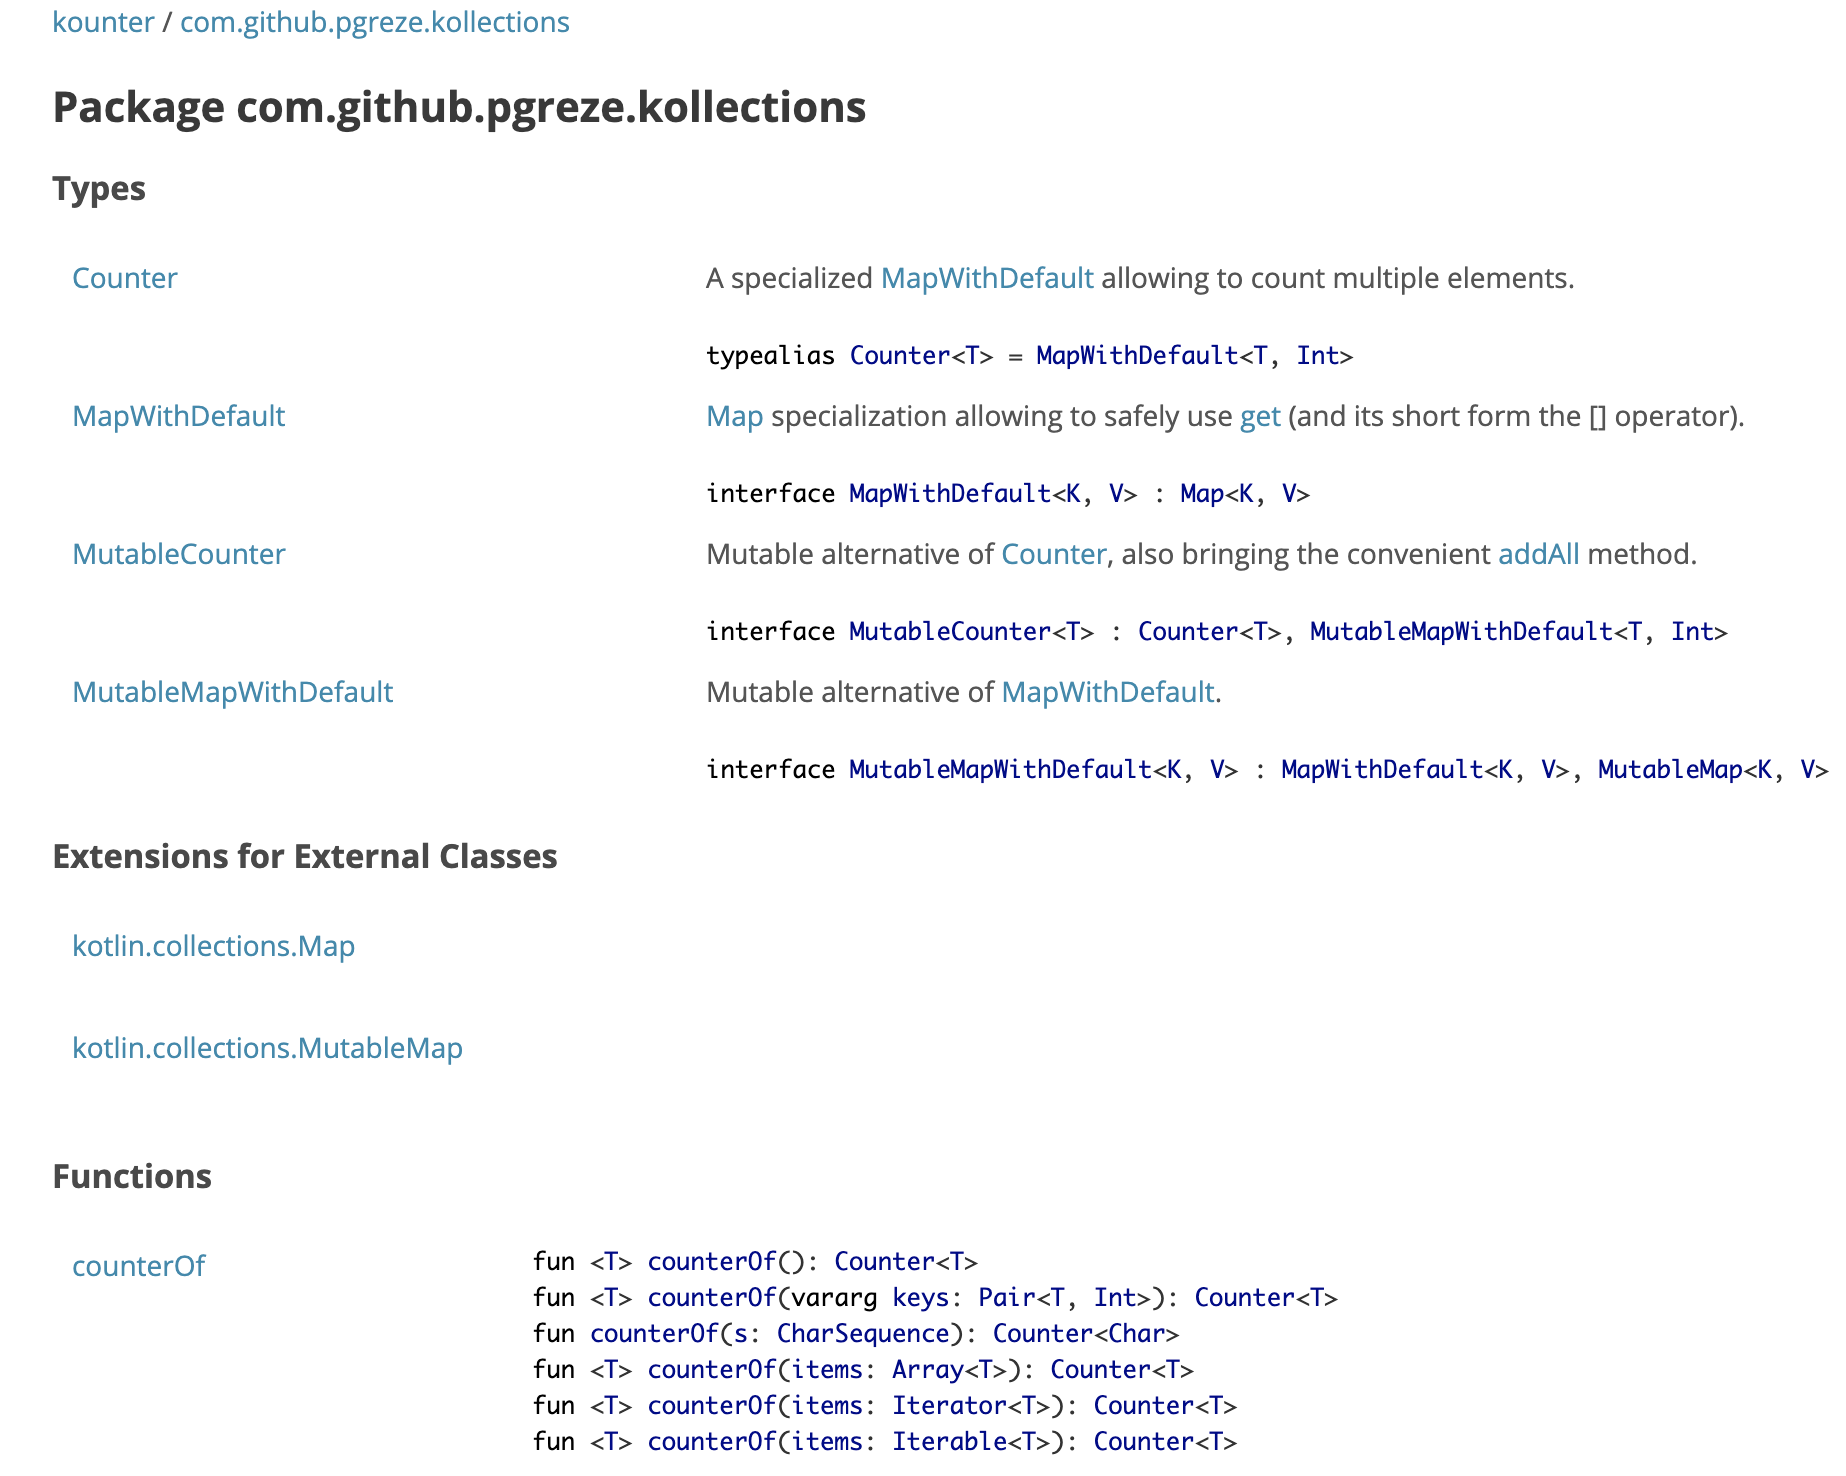 kounter / com.github.pgreze.kollections
Package com.github.pgreze.kollections
Types
Counter
A specialized MapWithDefault allowing to count multiple elements.
typealias Counter<T> = MapWithDefault<T, Int>
MapWithDefault
Map specialization allowing to safely use get (and its short form the [] operator).
interface MapWithDefault<K, V> : Map<K, V>
MutableCounter
Mutable alternative of Counter, also bringing the convenient addAll method.
interface MutableCounter<T> : Counter<T>, MutableMapWithDefault<T, Int>
MutableMapWithDefault
Mutable alternative of MapWithDefault.
interface MutableMapWithDefault<K, V> : MapWithDefault<K, V>, MutableMap<K, V>
Extensions for External Classes
kotlin.collections.Map
kotlin.collections.MutableMap
Functions
counterOf
fun <T> counterOf(): Counter<T>
fun <T> counterOf(vararg keys: Pair<T, Int>): Counter<T>
fun counterOf(s: CharSequence): Counter<Char>
fun <T> counterOf(items: Array<T>): Counter<T>
fun <T> counterOf(items: Iterator<T>): Counter<T>
fun <T> counterOf(items: Iterable<T>): Counter<T>